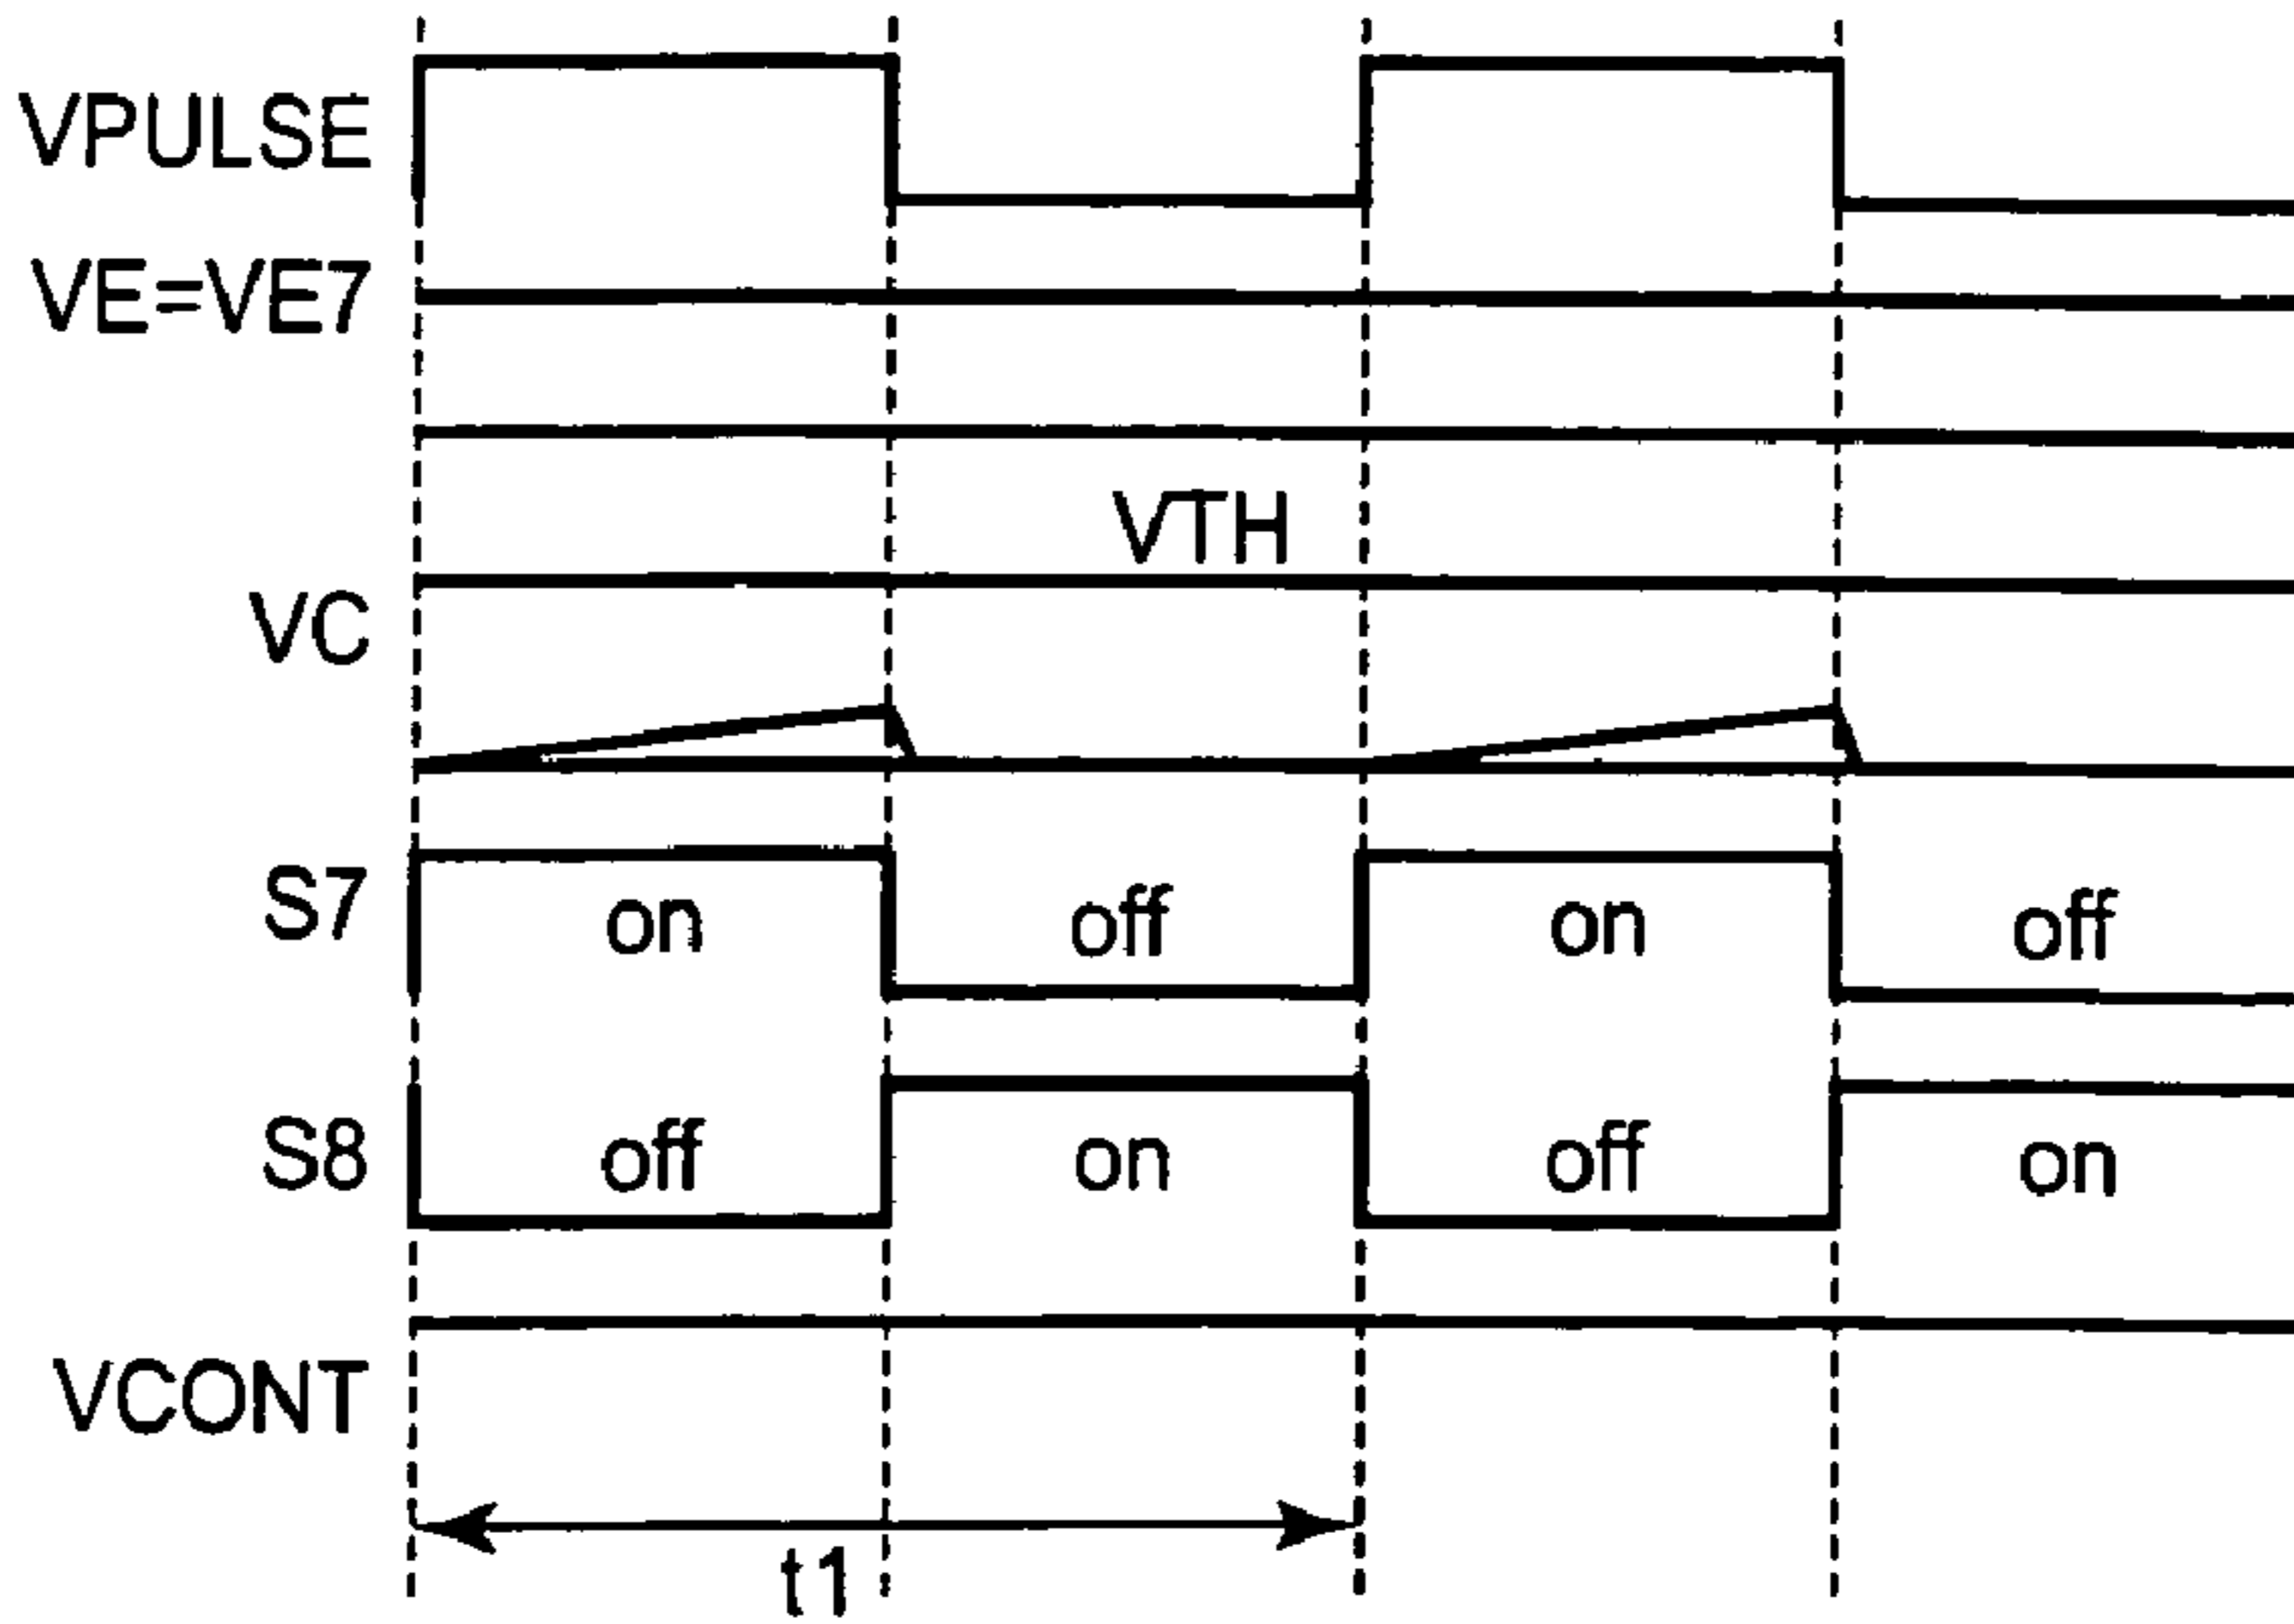 VPULSE
VE=VE7
VTH
VC
S7 on off on off
S8 off on off on
VCONT
t1